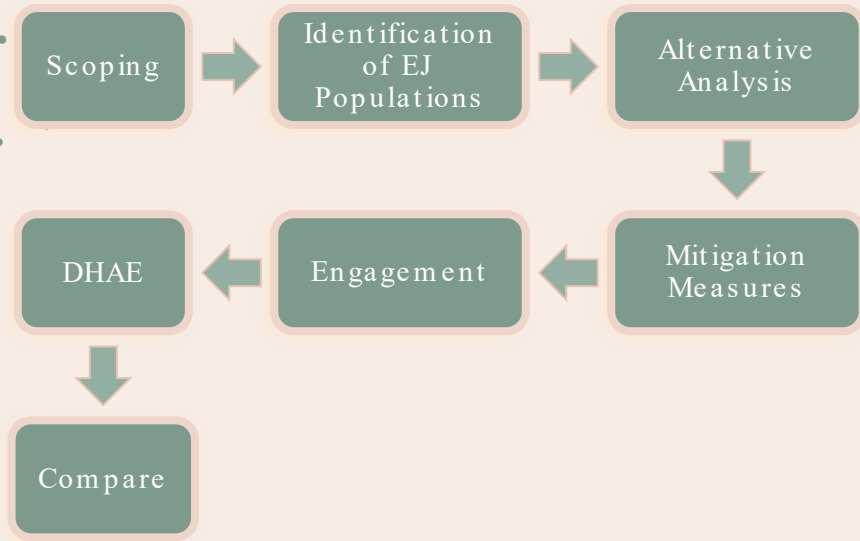 Scoping
Identification
of EJ
Populations
Alternative
Analysis
Mitigation
Measures
Engagement
DHAE
Compare